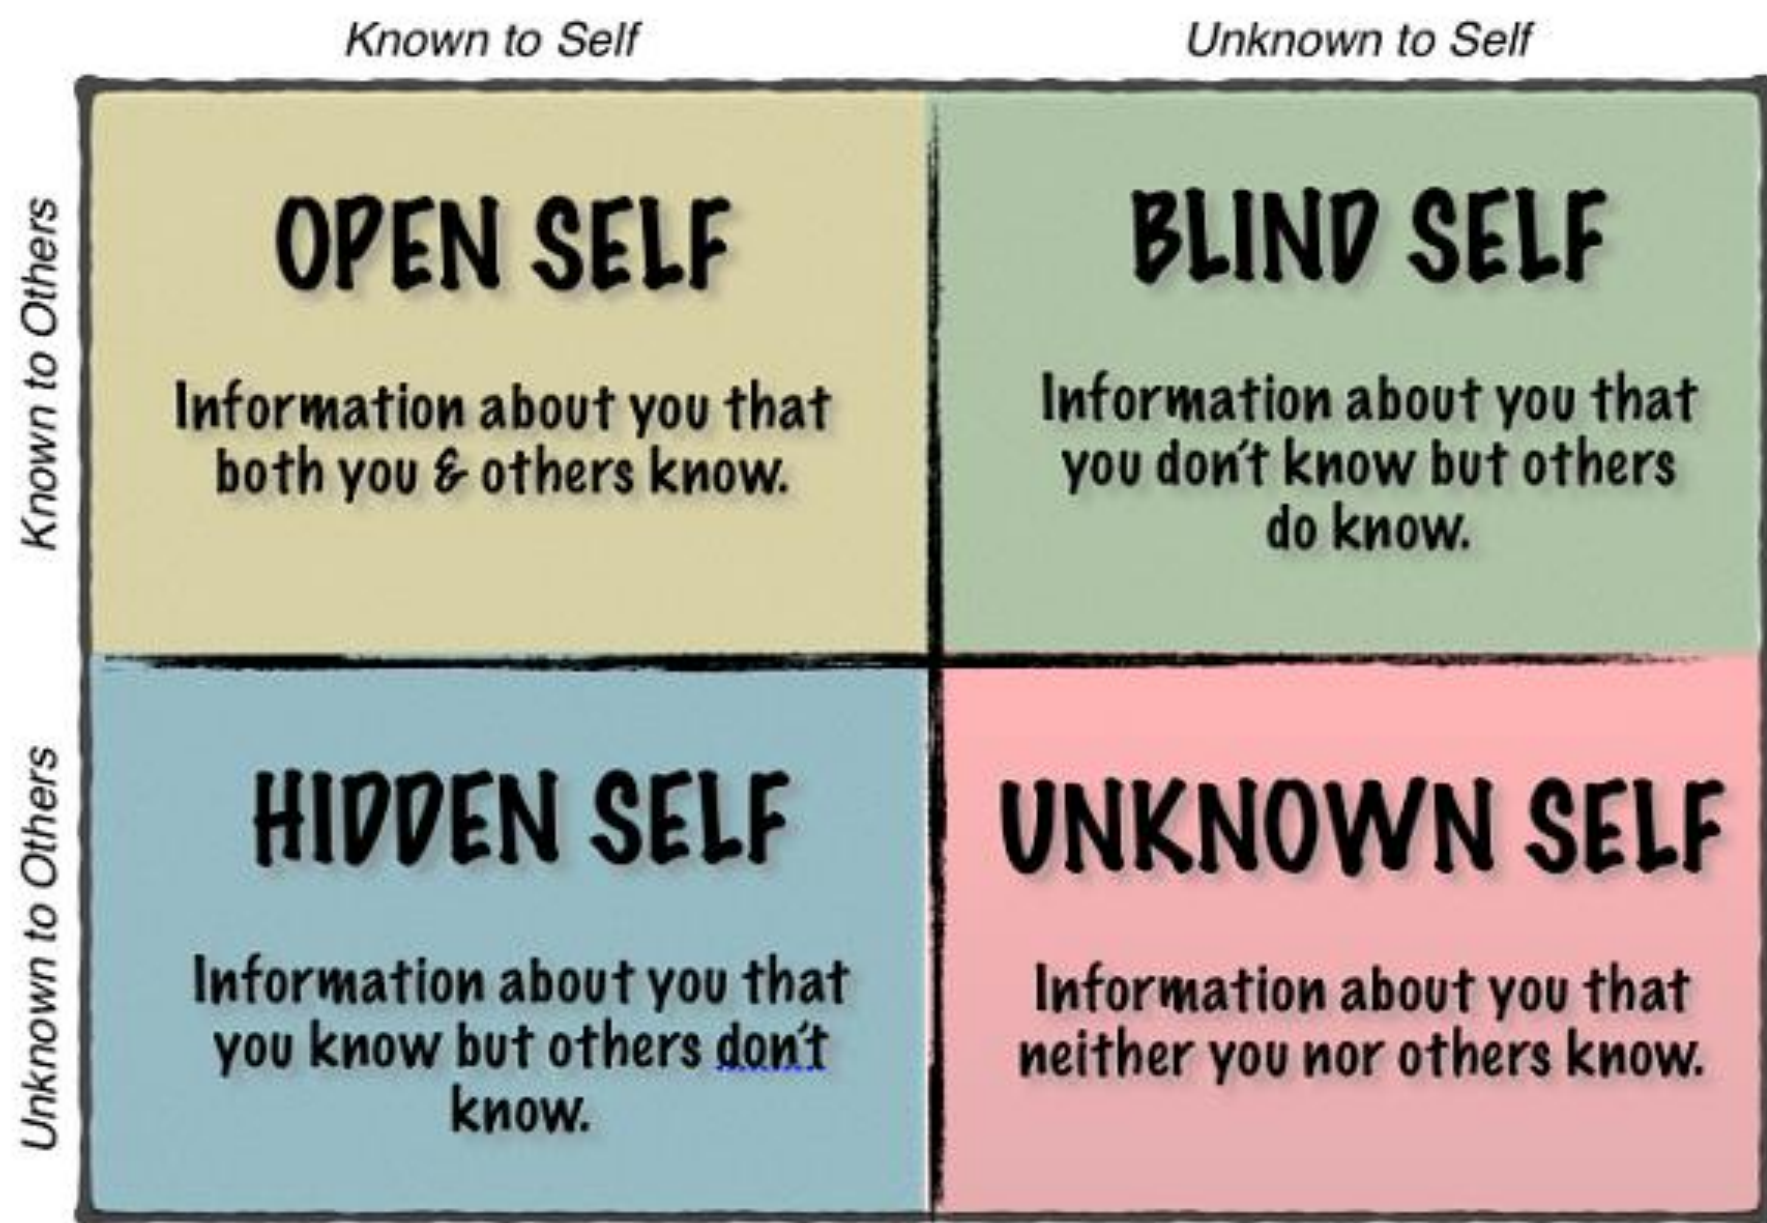 Known to Self
Unknown to Self
Known to Others
OPEN SELF
Information about you that
both you & others know.
BLIND SELF
Information about you that
you don't know but others
do know.
Unknown to Others
HIDDEN SELF
Information about you that
you know but others don't
know.
UNKNOWN SELF
Information about you that
neither you nor others know.